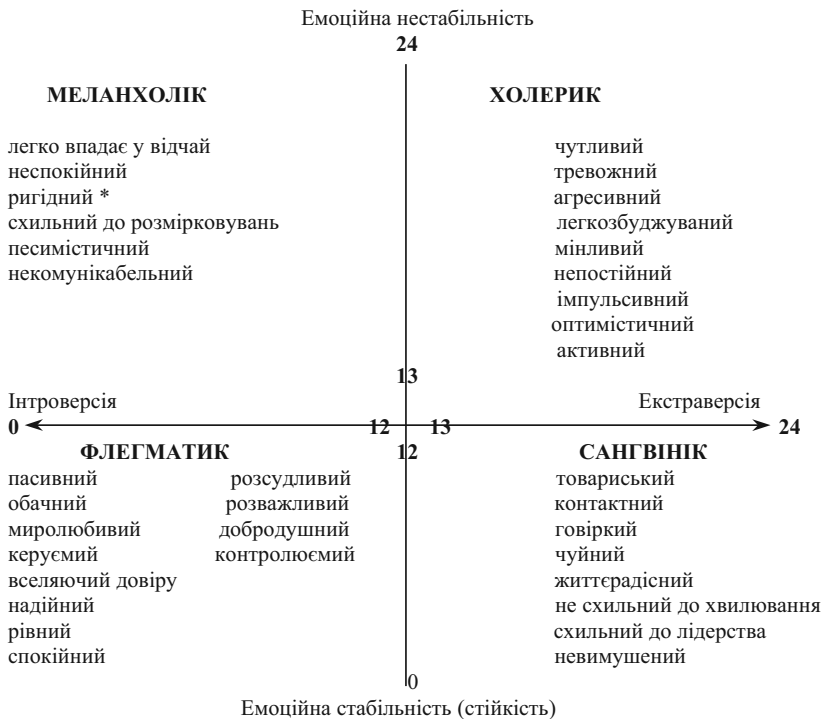 Емоційна нестабільність
24
МЕЛАНХОЛІК
легко впадає у відчай
неспокійний
ригідний *
схильний до розмірковувань
песимістичний
некомунікабельний
ХОЛЕРИК
чутливий
тревожний
агресивний
легкозбуджуваний
мінливий
непостійний
імпульсивний
оптимістичний
активний
13
Інтроверсія
Екстраверсія
0
12
13
24
ФЛЕГМАТИК
12
САНГВІНІК
пасивний
обачний
миролюбивий
керуємий
вселяючий довіру
надійний
рівний
спокійний
розсудливий
розважливий
добродушний
контролюємий
товариський
контактний
говіркий
чуйний
життєрадісний
не схильний до хвилювання
схильний до лідерства
невимушений
0
Емоційна стабільність (стійкість)